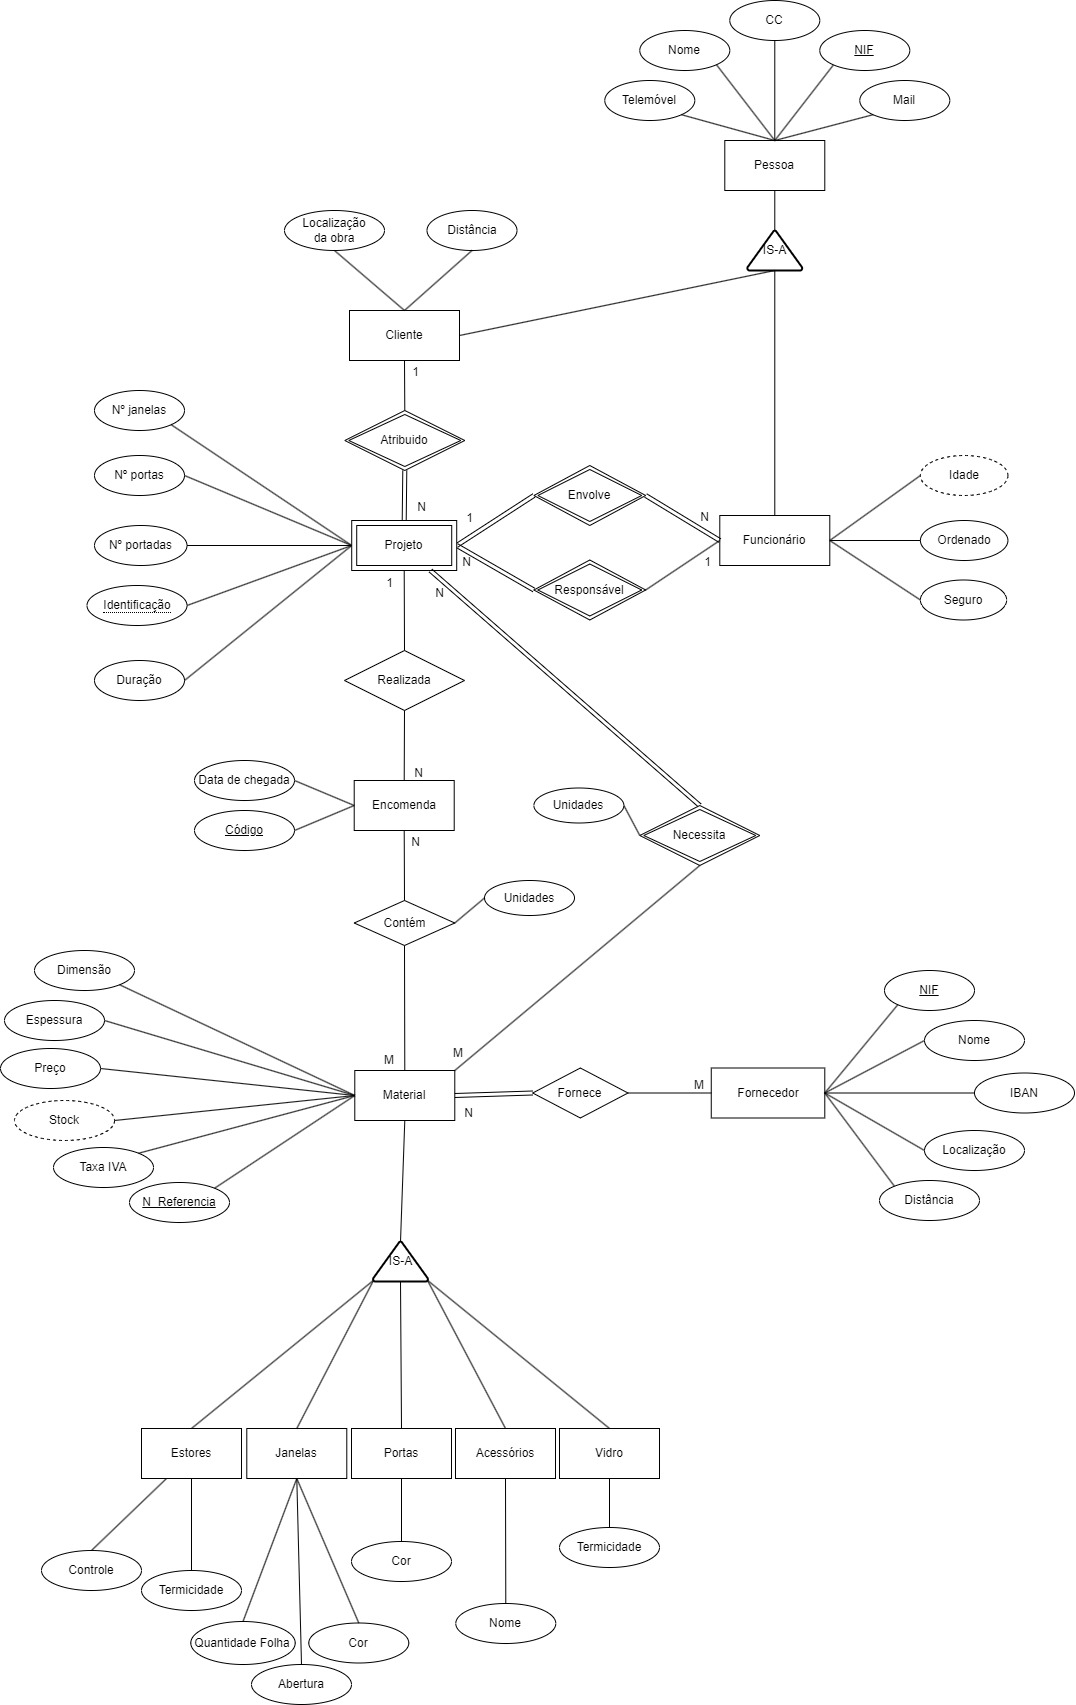 CC
Nome
NIF
Telemóvel
Mail
Pessoa
IS-A
Localização
da obra
Distância
Cliente
1
Nº janelas
Atribuido
Nº portas
N
Envolve
Idade
1
N
Nº portadas
Projeto
Funcionário
Ordenado
N
1
1
N
Responsável
Identificação
Seguro
Duração
Realizada
N
Data de chegada
Encomenda
Unidades
Código
N
Necessita
Unidades
Contém
Dimensão
NIF
Espessura
Nome
M
M
Preço
M
Material
Fornece
Fornecedor
IBAN
N
Stock
Localização
Taxa IVA
N_Referencia
Distância
IS-A
Estores
Janelas
Portas
Acessórios
Vidro
Termicidade
Cor
Controle
Termicidade
Nome
Quantidade Folha
Cor
Abertura